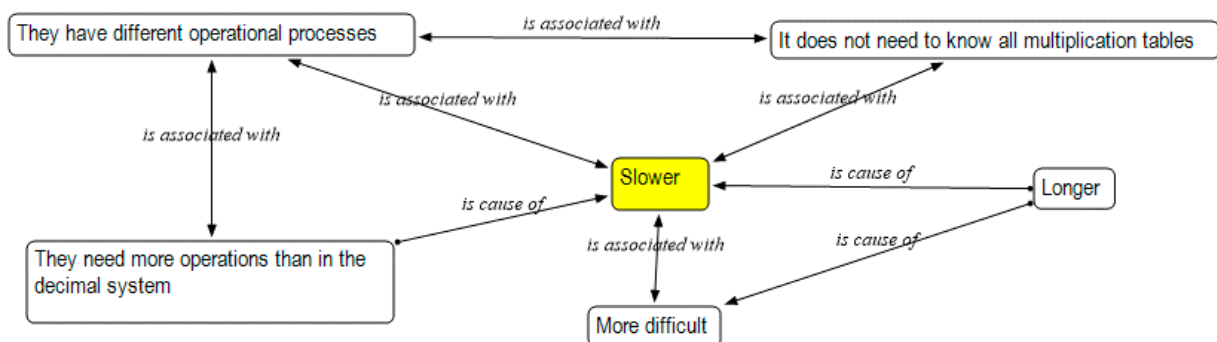 is associated with
They have different operational processes
It does not need to know all multiplication tables
is associated with
is associated with
is associated with
Slower
is cause of
Longer
is cause of
is associated with
is cause of
They need more operations than in the
decimal system
More difficult